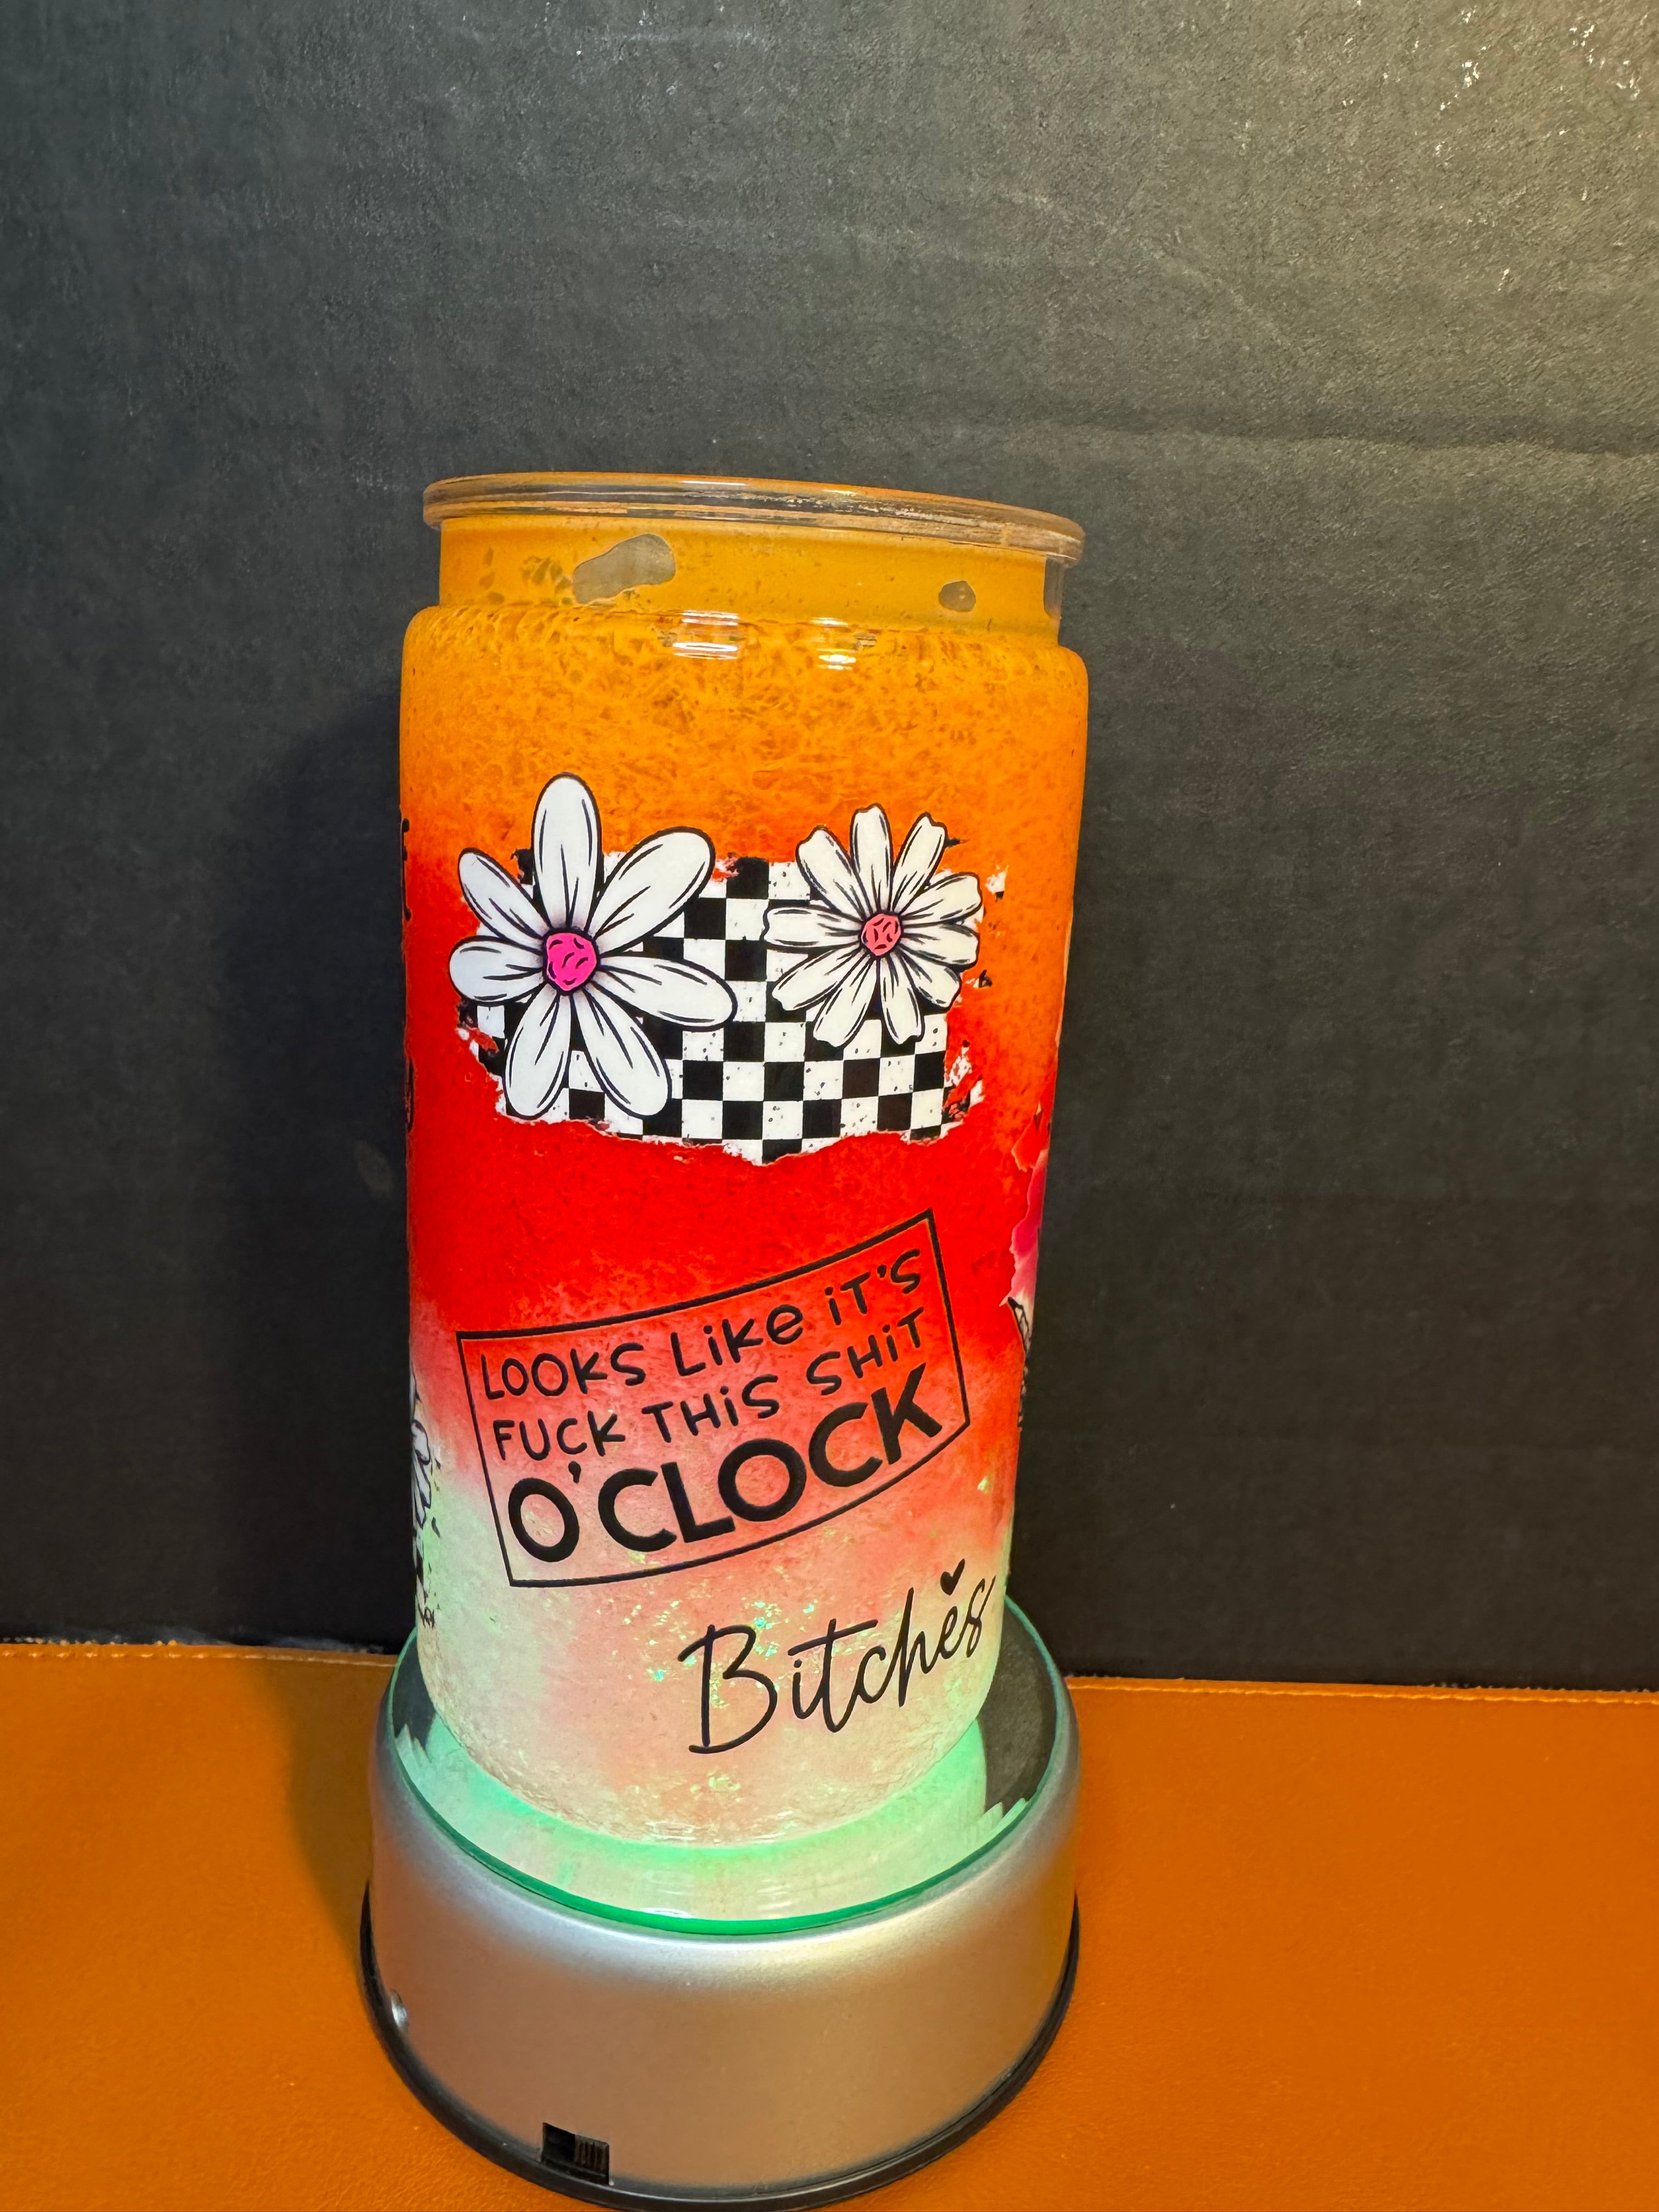 LOOKS LiKe iT'S
FUCK THiS SHiT
O'CLOCK
Bitches